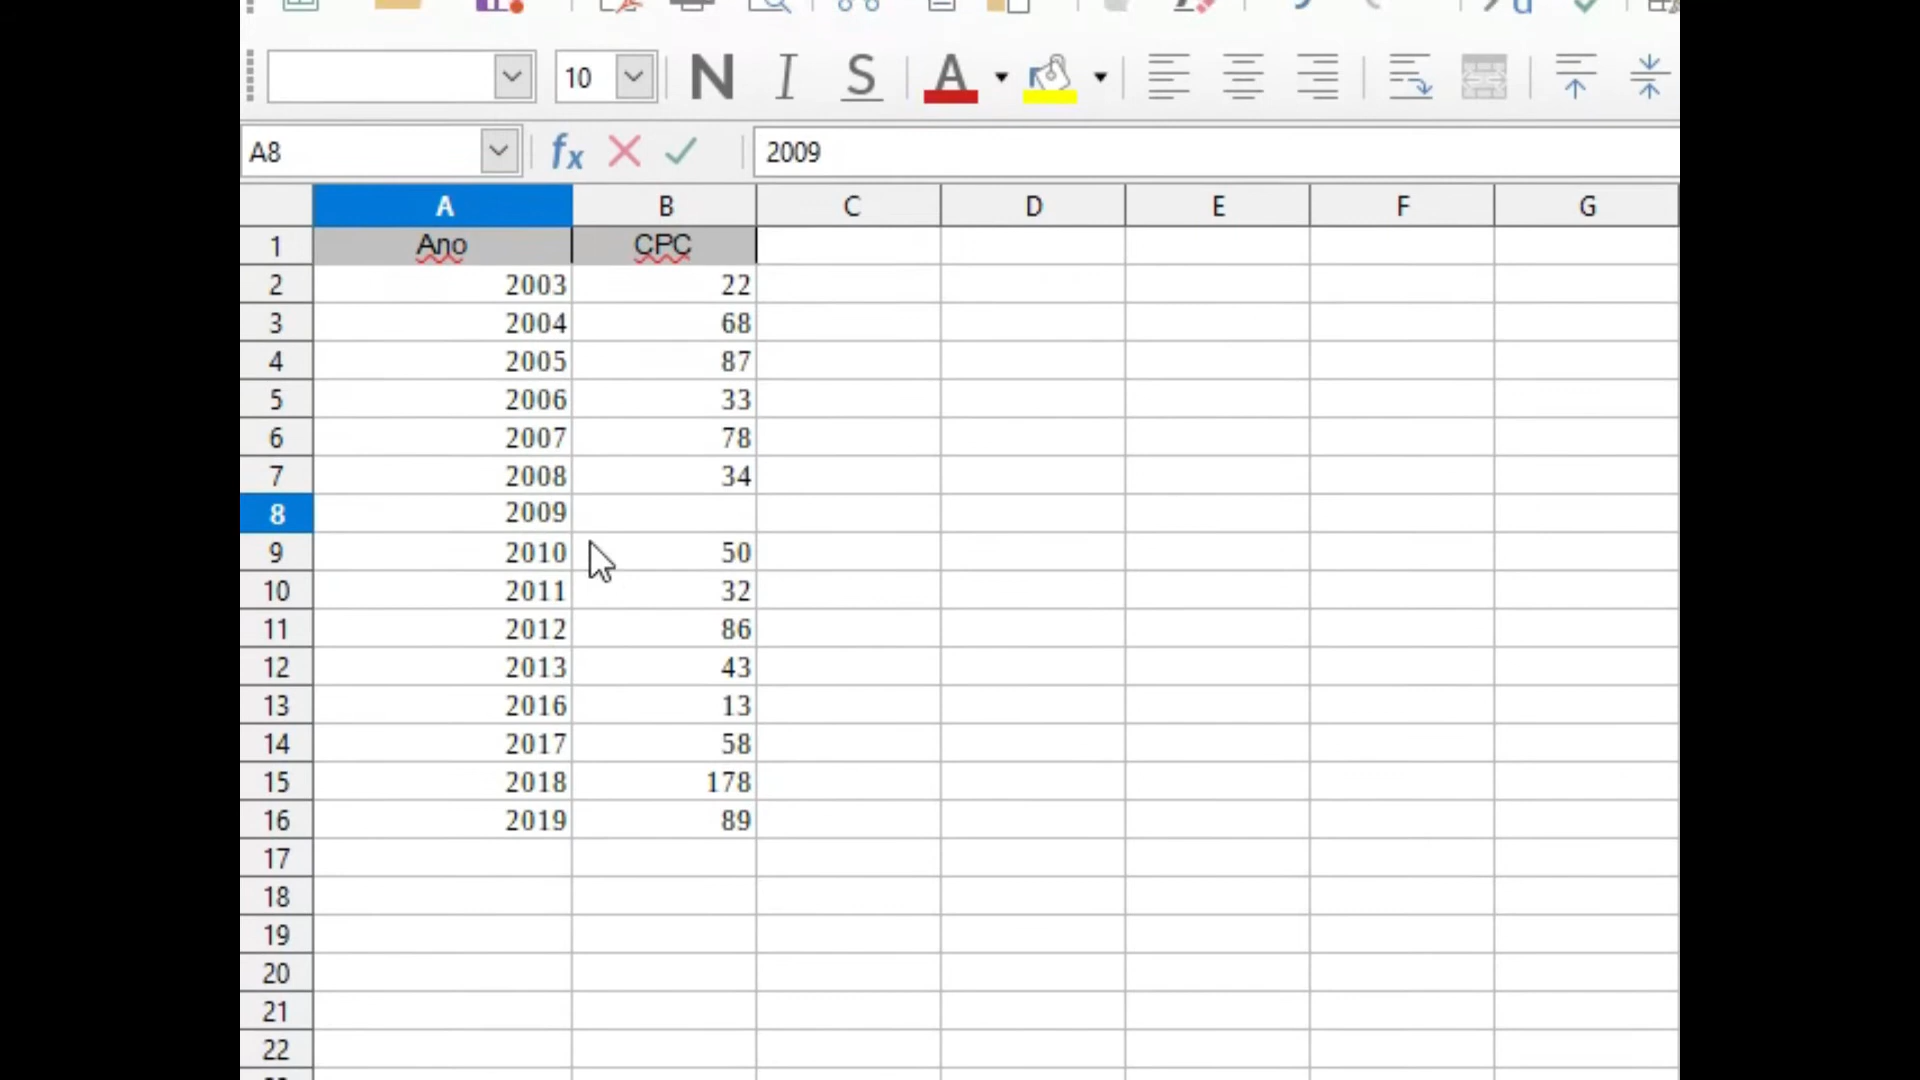 10 N I S A
A8 fx 2009
A B C D E F G
1 Ano CPC
2 2003 22
3 2004 68
4 2005 87
5 2006 33
6 2007 78
7 2008 34
8 2009
9 2010 50
10 2011 32
11 2012 86
12 2013 43
13 2016 13
14 2017 58
15 2018 178
16 2019 89
17
18
19
20
21
22